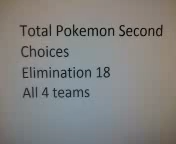 Total Pokemon Second
Choices
Elimination 18
All 4 teams